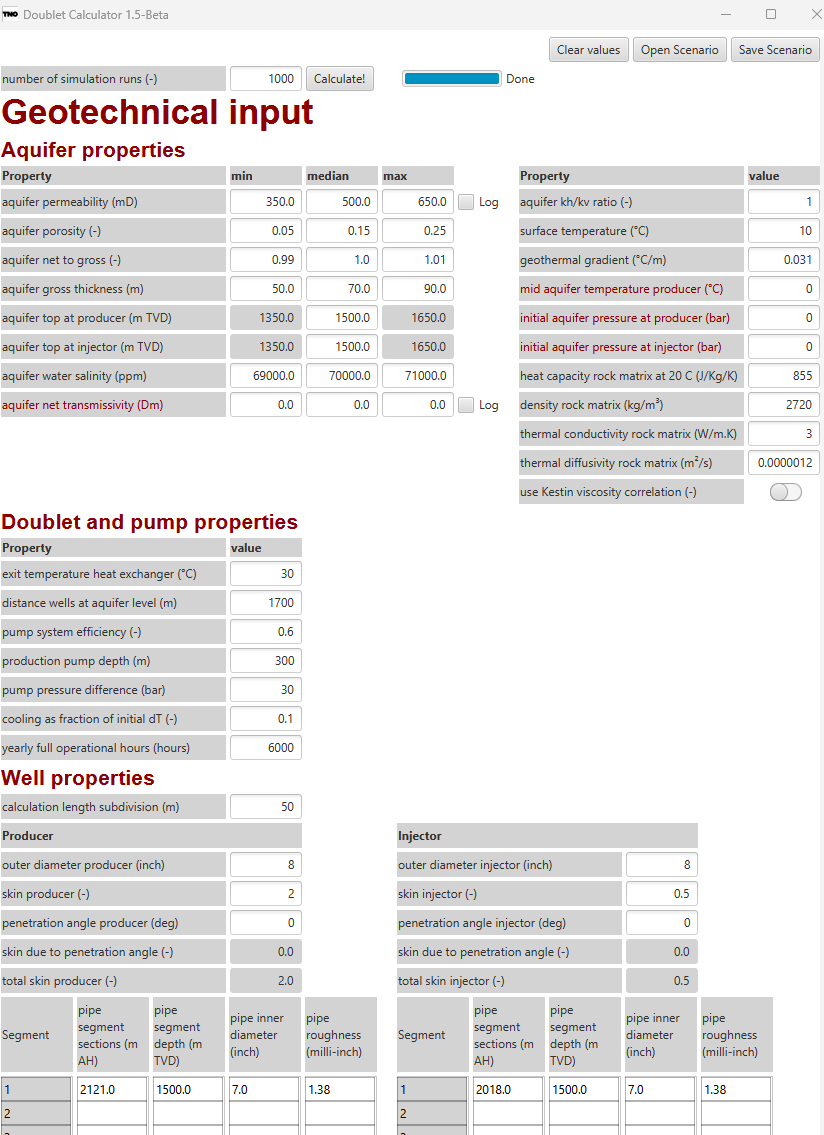 TNO Doublet Calculator 1.5-Beta
Clear values Open Scenario Save Scenario
number of simulation runs (-) 1000 Calculate! Done
Geotechnical input
Aquifer properties
Property min median max Property value
aquifer permeability (mD) 350.0 500.0 650.0 Log aquifer kh/kv ratio (-) 1
aquifer porosity (-) 0.05 0.15 0.25 surface temperature (°C) 10
aquifer net to gross (-) 0.99 1.0 1.01 geothermal gradient (°C/m) 0.031
aquifer gross thickness (m) 50.0 70.0 90.0 mid aquifer temperature producer (°C) 0
aquifer top at producer (m TVD) 1350.0 1500.0 1650.0 initial aquifer pressure at producer (bar) 0
aquifer top at injector (m TVD) 1350.0 1500.0 1650.0 initial aquifer pressure at injector (bar) 0
aquifer water salinity (ppm) 69000.0 70000.0 71000.0 heat capacity rock matrix at 20 C (J/Kg/K) 855
aquifer net transmissivity (Dm) 0.0 0.0 0.0 Log density rock matrix (kg/m³) 2720
thermal conductivity rock matrix (W/m.K) 3
thermal diffusivity rock matrix (m²/s) 0.0000012
use Kestin viscosity correlation (-)
Doublet and pump properties
Property value
exit temperature heat exchanger (°C) 30
distance wells at aquifer level (m) 1700
pump system efficiency (-) 0.6
production pump depth (m) 300
pump pressure difference (bar) 30
cooling as fraction of initial dT (-) 0.1
yearly full operational hours (hours) 6000
Well properties
calculation length subdivision (m) 50
Producer Injector
outer diameter producer (inch) 8 outer diameter injector (inch) 8
skin producer (-) 2 skin injector (-) 0.5
penetration angle producer (deg) 0 penetration angle injector (deg) 0
skin due to penetration angle (-) 0.0 skin due to penetration angle (-) 0.0
total skin producer (-) 2.0 total skin injector (-) 0.5
Segment pipe segment sections (m AH) pipe segment depth (m TVD) pipe inner diameter (inch) pipe roughness (milli-inch) Segment pipe segment sections (m AH) pipe segment depth (m TVD) pipe inner diameter (inch) pipe roughness (milli-inch)
1 2121.0 1500.0 7.0 1.38 1 2018.0 1500.0 7.0 1.38
2 2